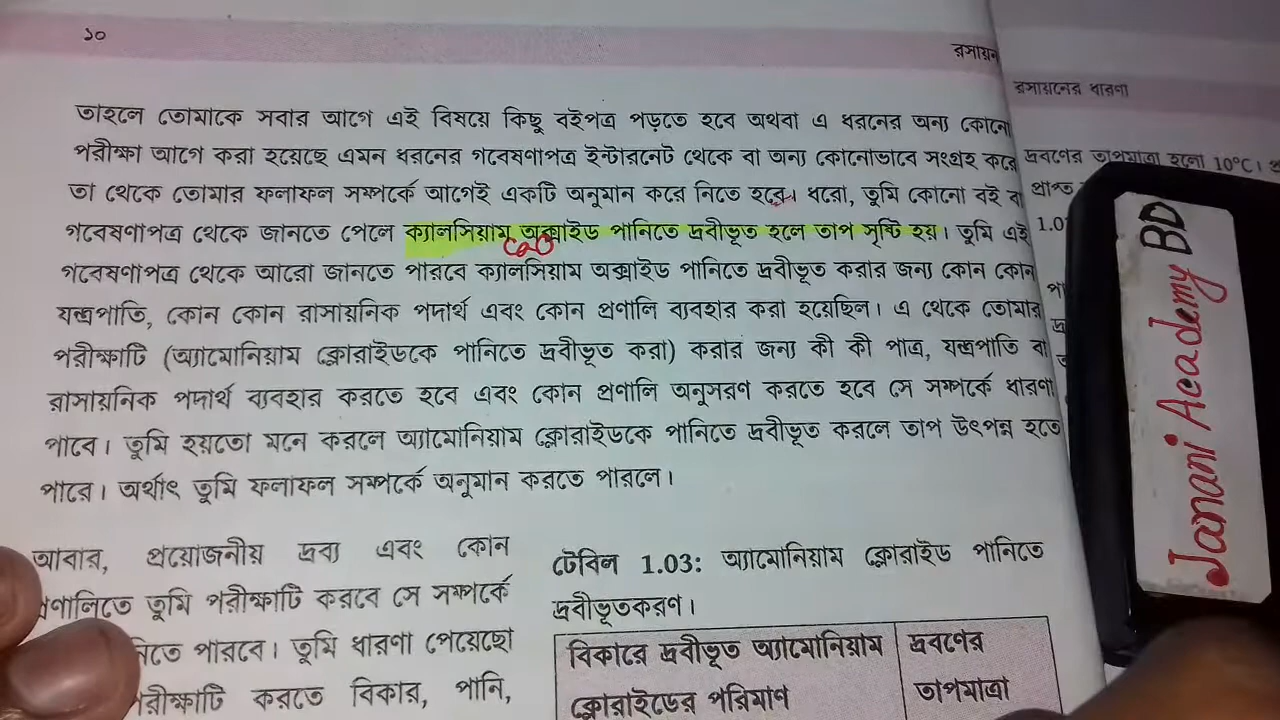 ১০
রসায়ন
তাহলে তোমাকে সবার আগে এই বিষয়ে কিছু বইপত্র পড়তে হবে অথবা এ ধরনের অন্য কোনো
পরীক্ষা আগে করা হয়েছে এমন ধরনের গবেষণাপত্র ইন্টারনেট থেকে বা অন্য কোনোভাবে সংগ্রহ করে
তা থেকে তোমার ফলাফল সম্পর্কে আগেই একটি অনুমান করে নিতে হবে। ধরো, তুমি কোনো বই বা
গবেষণাপত্র থেকে জানতে পেলে ক্যালসিয়াম অক্সাইড পানিতে দ্রবীভূত হলে তাপ সৃষ্টি হয়। তুমি এই
CaO
গবেষণাপত্র থেকে আরো জানতে পারবে ক্যালসিয়াম অক্সাইড পানিতে দ্রবীভূত করার জন্য কোন কোন
যন্ত্রপাতি, কোন কোন রাসায়নিক পদার্থ এবং কোন প্রণালি ব্যবহার করা হয়েছিল। এ থেকে তোমার
পরীক্ষাটি (অ্যামোনিয়াম ক্লোরাইডকে পানিতে দ্রবীভূত করা) করার জন্য কী কী পাত্র, যন্ত্রপাতি বা
রাসায়নিক পদার্থ ব্যবহার করতে হবে এবং কোন প্রণালি অনুসরণ করতে হবে সে সম্পর্কে ধারণা
পাবে। তুমি হয়তো মনে করলে অ্যামোনিয়াম ক্লোরাইডকে পানিতে দ্রবীভূত করলে তাপ উৎপন্ন হতে
পারে। অর্থাৎ তুমি ফলাফল সম্পর্কে অনুমান করতে পারলে।
আবার, প্রয়োজনীয় দ্রব্য এবং কোন
প্রণালিতে তুমি পরীক্ষাটি করবে সে সম্পর্কে
পারবে। তুমি ধারণা পেয়েছো
করতে বিকার, পানি,
টেবিল 1.03: অ্যামোনিয়াম ক্লোরাইড পানিতে
দ্রবীভূতকরণ।
বিকারে দ্রবীভূত অ্যামোনিয়াম
ক্লোরাইডের পরিমাণ
দ্রবণের
তাপমাত্রা
রসায়নের ধারণা
দ্রবণের তাপমাত্রা হলো 10°C।
প্রাপ্ত
Janani Academy BD